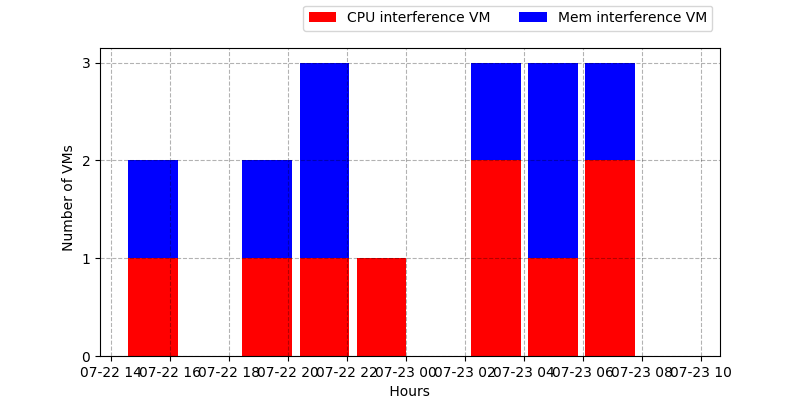 CPU interference VM Mem interference VM
3
2
1
0
Number of VMs
07-22 14 07-22 16 07-22 18 07-22 20 07-22 22 07-23 00 07-23 02 07-23 04 07-23 06 07-23 08 07-23 10
Hours